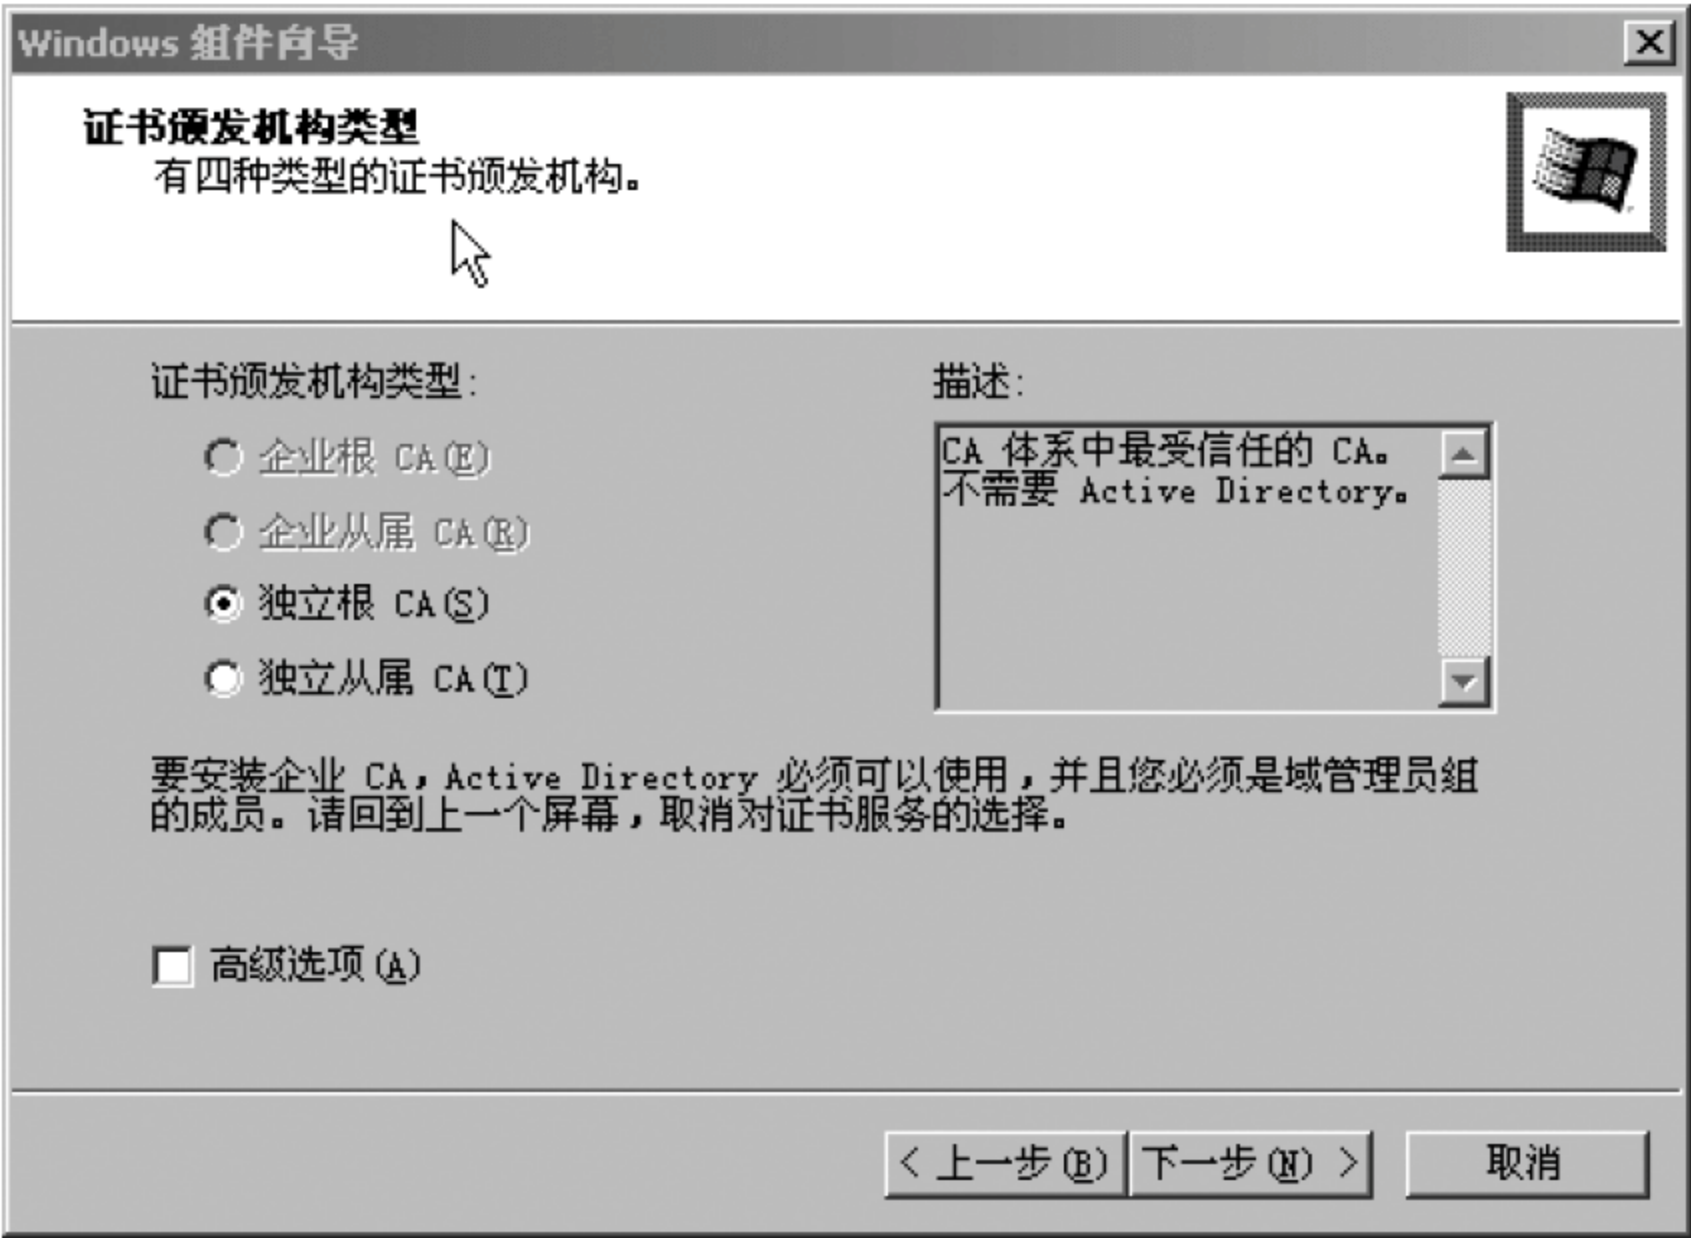 Windows 组件向导
证书颁发机构类型
有四种类型的证书颁发机构。
证书颁发机构类型:
企业根 CA(E)
企业从属 CA(R)
独立根 CA(S)
独立从属 CA(T)
描述:
CA 体系中最受信任的 CA。
不需要 Active Directory。
要安装企业 CA，Active Directory 必须可以使用，并且您必须是域管理员组
的成员。请回到上一个屏幕，取消对证书服务的选择。
高级选项(A)
< 上一步(B)
下一步(N) >
取消